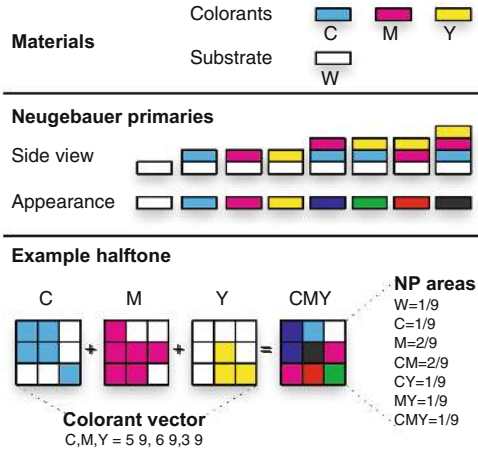 Materials
Colorants
C M Y
Substrate
W
Neugebauer primaries
Side view
Appearance
Example halftone
C M Y CMY
+ + =
NP areas
W=1/9
C=1/9
M=2/9
CM=2/9
CY=1/9
MY=1/9
CMY=1/9
Colorant vector
C,M,Y = 5 9, 6 9,3 9